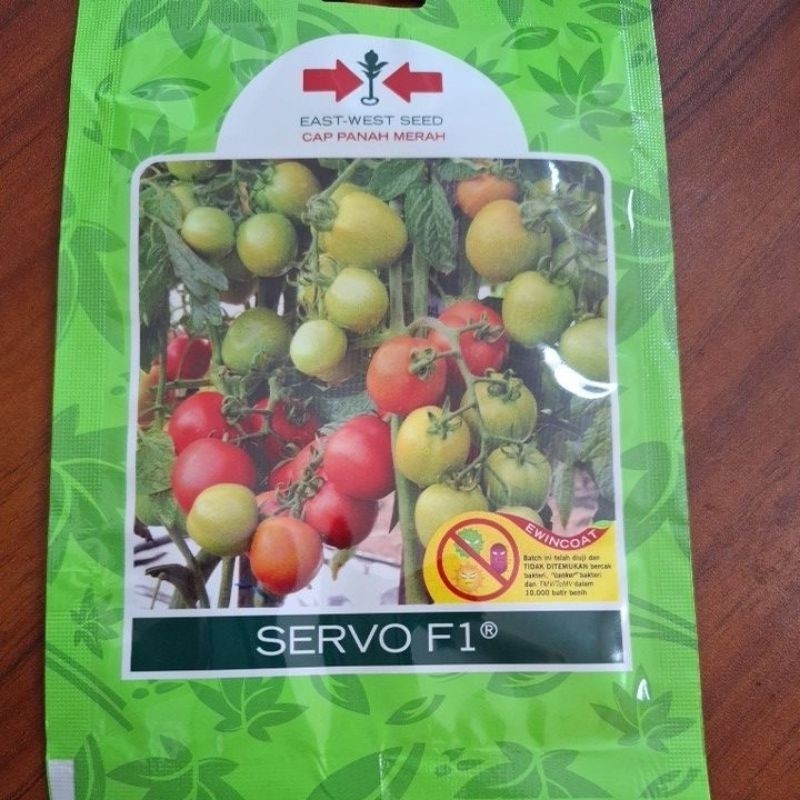 EAST-WEST SEED
CAP PANAH MERAH
EWINCOAT
Batch ini telah diuji dan
TIDAK DITEMUKAN bercak
bakteri, "canker" bakteri
dan TMV/ToMV dalam
10.000 butir benih
SERVO F1®